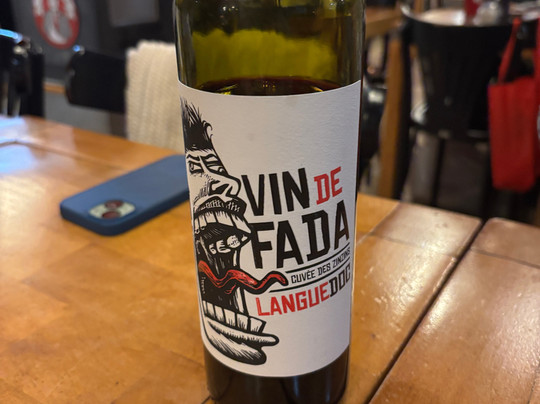 VIN DE
FADA
CUVÉE DES ZINZINS
LANGUEDOC